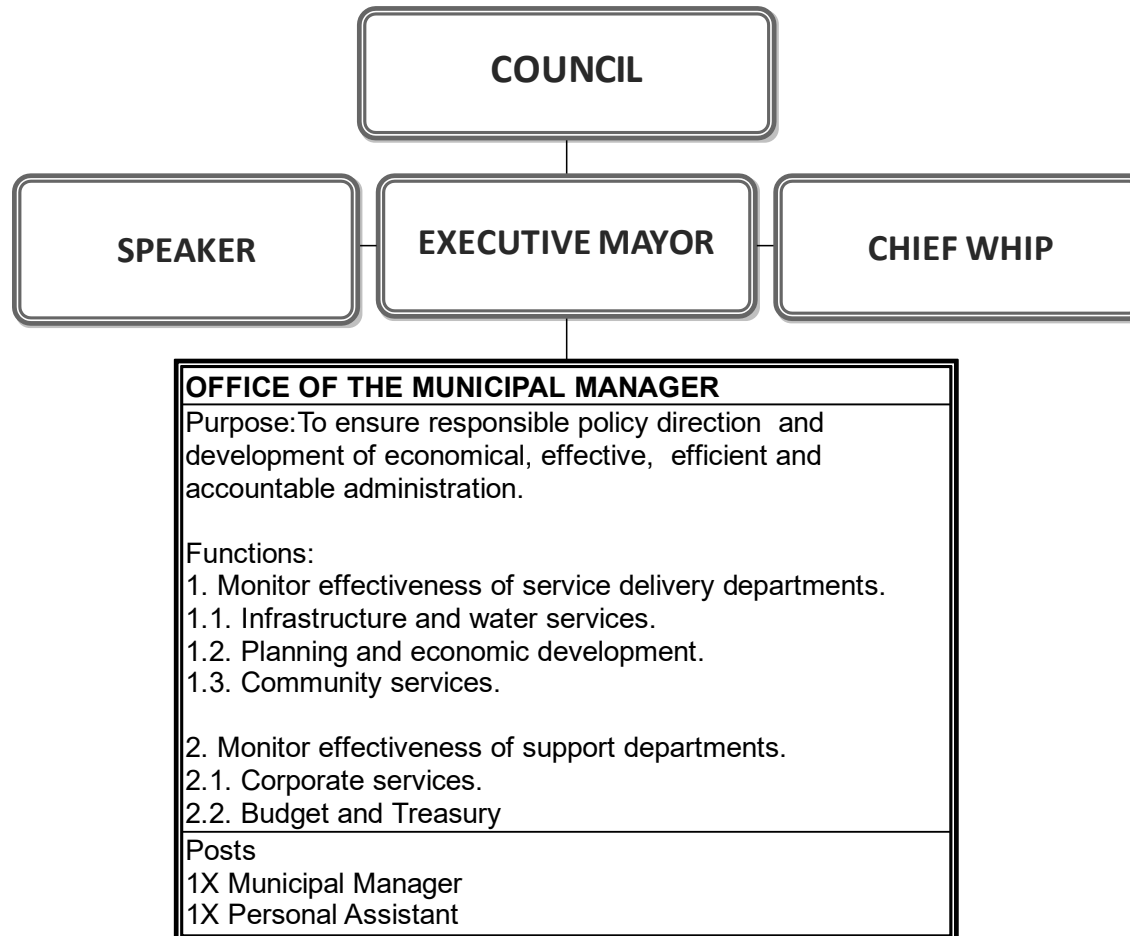 COUNCIL
SPEAKER
EXECUTIVE MAYOR
CHIEF WHIP
OFFICE OF THE MUNICIPAL MANAGER
Purpose:To ensure responsible policy direction  and
development of economical, effective,  efficient and
accountable administration.
Functions:
1. Monitor effectiveness of service delivery departments.
1.1. Infrastructure and water services.
1.2. Planning and economic development.
1.3. Community services.
2. Monitor effectiveness of support departments.
2.1. Corporate services.
2.2. Budget and Treasury
Posts
1X Municipal Manager
1X Personal Assistant